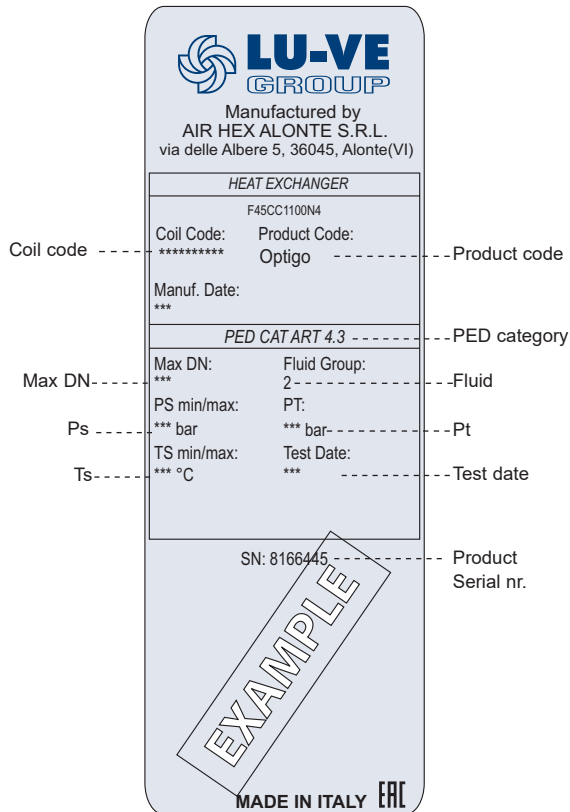 LU-VE
GROUP
Manufactured by
AIR HEX ALONTE S.R.L.
via delle Albere 5, 36045, Alonte(VI)
HEAT EXCHANGER
F45CC1100N4
Coil code
Coil Code: Product Code:
********** Optigo
Product code
Manuf. Date:
***
PED CAT ART 4.3
PED category
Max DN: Fluid Group:
Max DN
*** 2
Fluid
PS min/max: PT:
Ps
*** bar *** bar
Pt
TS min/max: Test Date:
Ts
*** °C ***
Test date
SN: 8166445
Product
Serial nr.
EXAMPLE
MADE IN ITALY EAC